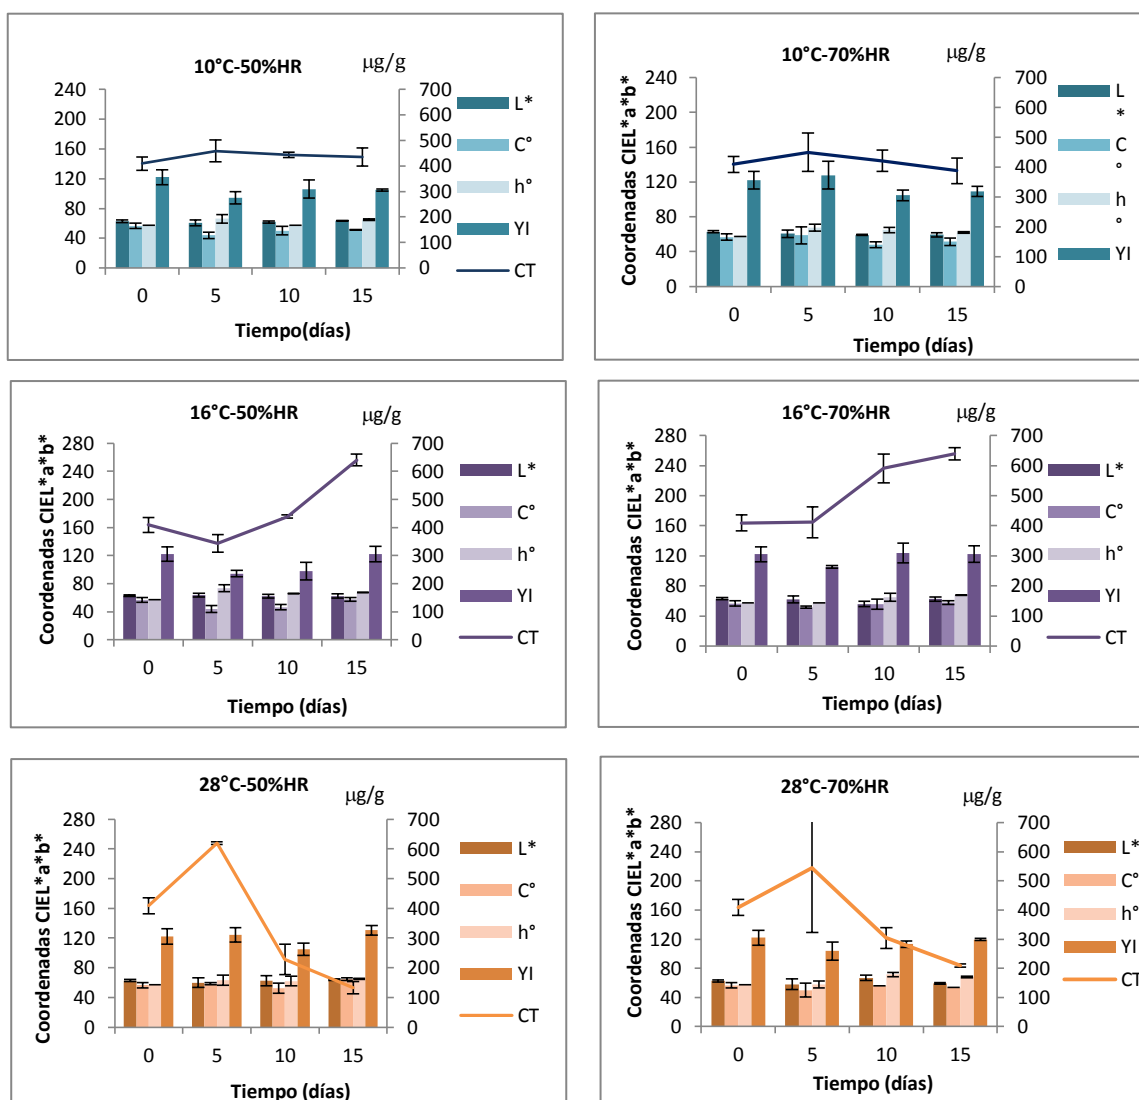 10°C-50%HR
µg/g
240
200
160
120
80
40
0
700
600
500
400
300
200
100
0
0 5 10 15
Tiempo(días)
L*
C°
h°
YI
CT
10°C-70%HR
µg/g
Coordenadas CIEL*a*b*
240
200
160
120
80
40
0
700
600
500
400
300
200
100
0
0 5 10 15
Tiempo (días)
L
*
C
°
h
°
YI
16°C-50%HR
µg/g
Coordenadas CIEL*a*b*
280
240
200
160
120
80
40
0
700
600
500
400
300
200
100
0
0 5 10 15
Tiempo (días)
L*
C°
h°
YI
CT
16°C-70%HR
µg/g
Coordenadas CIEL*a*b*
280
240
200
160
120
80
40
0
700
600
500
400
300
200
100
0
0 5 10 15
Tiempo (días)
L*
C°
h°
YI
CT
28°C-50%HR
µg/g
Coordenadas CIEL*a*b*
280
240
200
160
120
80
40
0
700
600
500
400
300
200
100
0
0 5 10 15
Tiempo (días)
L*
C°
h°
YI
CT
28°C-70%HR
µg/g
Coordenadas CIEL*a*b*
280
240
200
160
120
80
40
0
700
600
500
400
300
200
100
0
0 5 10 15
Tiempo (días)
L*
C°
h°
YI
CT